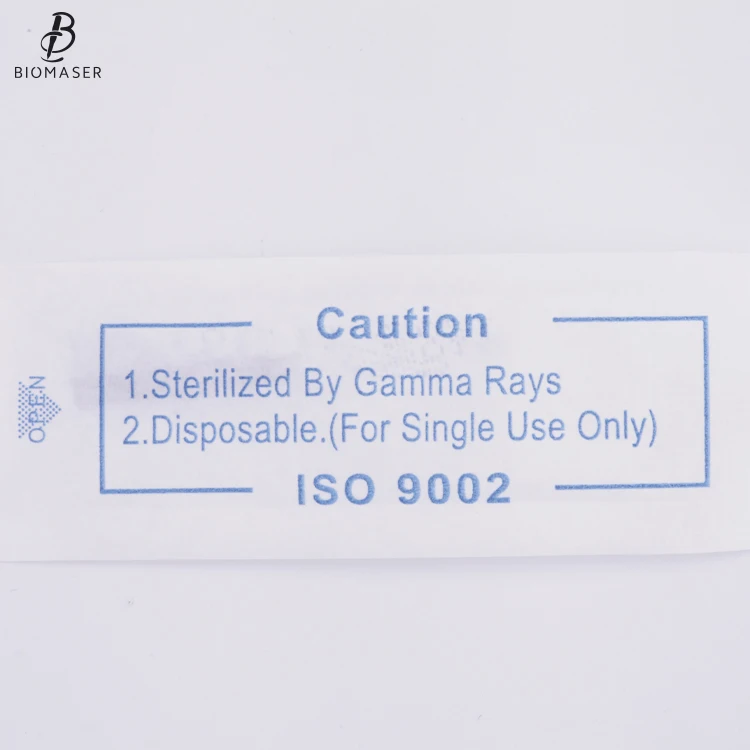 BIOMASER
Caution
1.Sterilized By Gamma Rays
2.Disposable.(For Single Use Only)
ISO 9002
OPEN